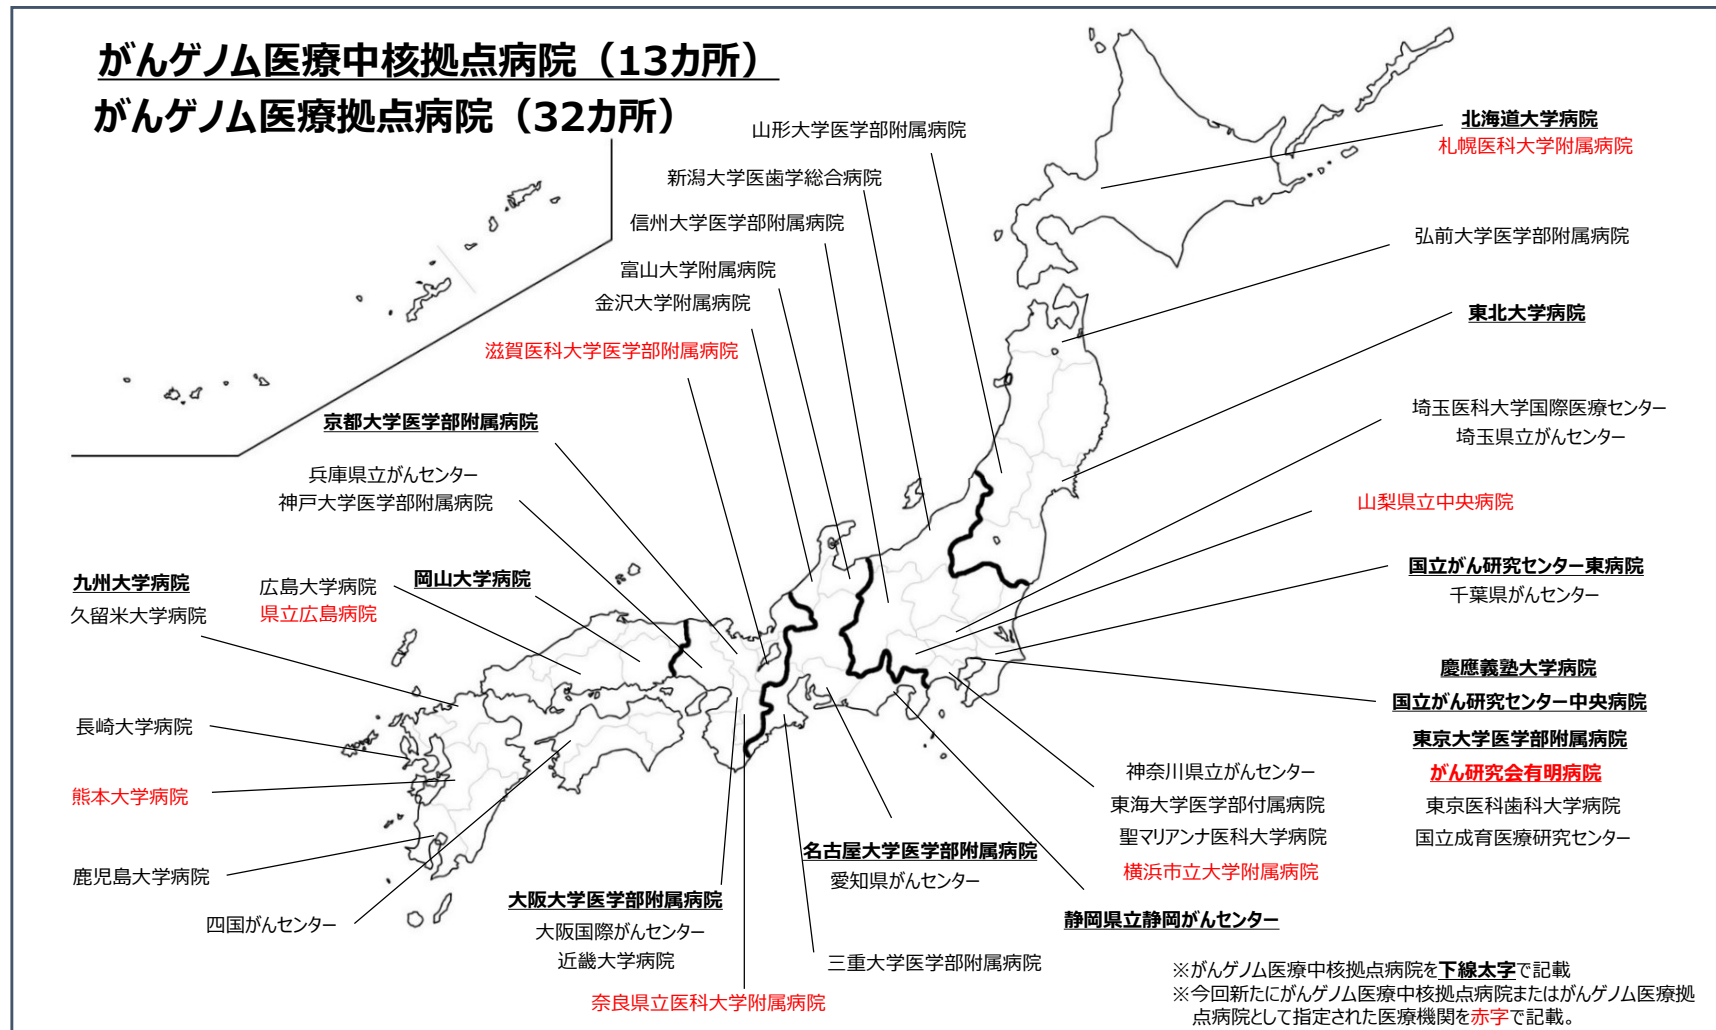 がんゲノム医療中核拠点病院（13カ所）
がんゲノム医療拠点病院（32カ所）
山形大学医学部附属病院
新潟大学医歯学総合病院
信州大学医学部附属病院
富山大学附属病院
金沢大学附属病院
滋賀医科大学医学部附属病院
京都大学医学部附属病院
兵庫県立がんセンター
神戸大学医学部附属病院
岡山大学病院
広島大学病院
県立広島病院
九州大学病院
久留米大学病院
長崎大学病院
熊本大学病院
鹿児島大学病院
四国がんセンター
大阪大学医学部附属病院
大阪国際がんセンター
近畿大学病院
奈良県立医科大学附属病院
三重大学医学部附属病院
名古屋大学医学部附属病院
愛知県がんセンター
静岡県立静岡がんセンター
神奈川県立がんセンター
東海大学医学部付属病院
聖マリアンナ医科大学病院
横浜市立大学附属病院
北海道大学病院
札幌医科大学附属病院
弘前大学医学部附属病院
東北大学病院
埼玉医科大学国際医療センター
埼玉県立がんセンター
山梨県立中央病院
国立がん研究センター東病院
千葉県がんセンター
慶應義塾大学病院
国立がん研究センター中央病院
東京大学医学部附属病院
がん研究会有明病院
東京医科歯科大学病院
国立成育医療研究センター
※がんゲノム医療中核拠点病院を下線太字で記載
※今回新たにがんゲノム医療中核拠点病院またはがんゲノム医療拠
点病院として指定された医療機関を赤字で記載。